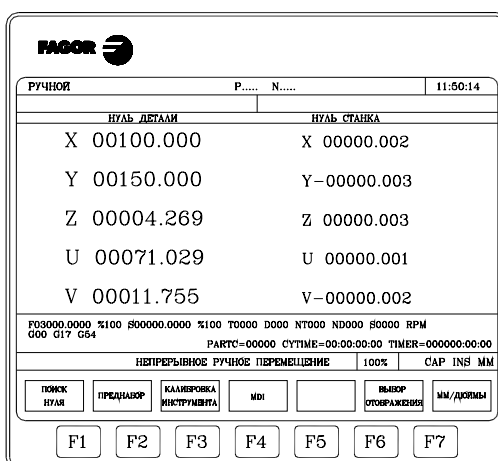 FAGOR
РУЧНОЙ P..... N..... 11:50:14
НУЛЬ ДЕТАЛИ НУЛЬ СТАНКА
X 00100.000 X 00000.002
Y 00150.000 Y-00000.003
Z 00004.269 Z 00000.003
U 00071.029 U 00000.001
V 00011.755 V-00000.002
F03000.0000 %100 S00000.0000 %100 T0000 D000 NT000 ND000 S0000 RPM
G00 G17 G54
PARTC=00000 CYTIME=00:00:00:00 TIMER=000000:00:00
НЕПРЕРЫВНОЕ РУЧНОЕ ПЕРЕМЕЩЕНИЕ 100% CAP INS MM
ПОИСК НУЛЯ
ПРЕДНАБОР
КАЛИБРОВКА ИНСТРУМЕНТА
MDI
ВЫБОР ОТОБРАЖЕНИЯ
ММ/ДЮЙМЫ
F1 F2 F3 F4 F5 F6 F7